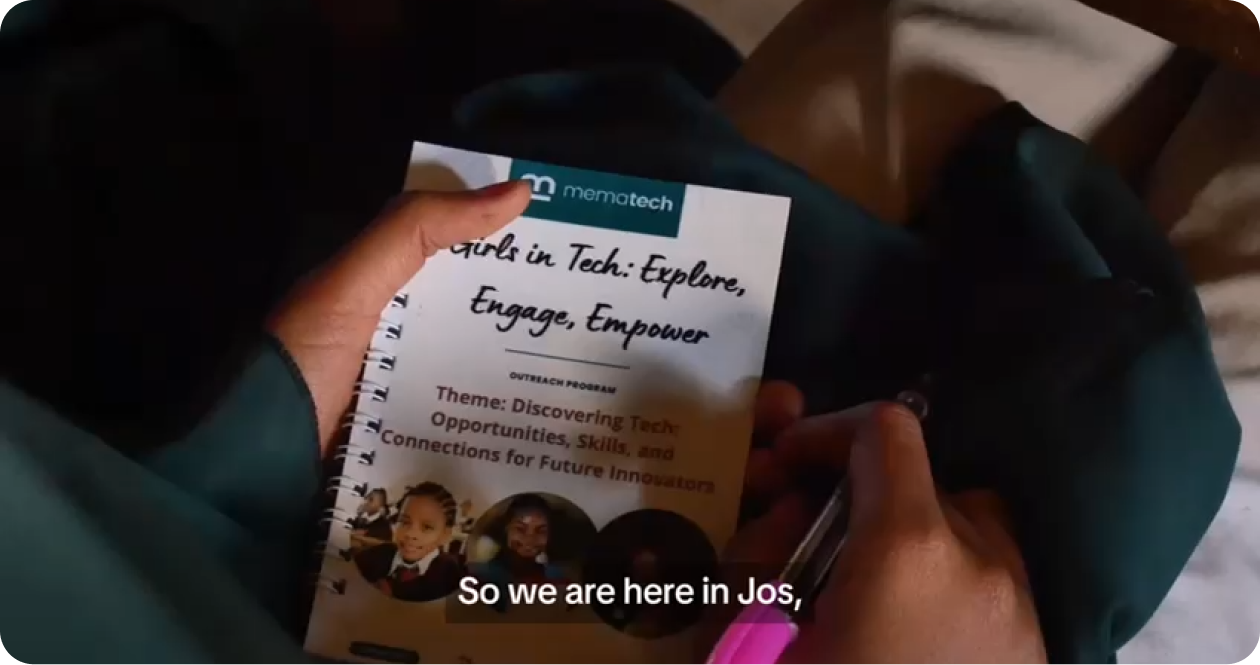 mematech
Girls in Tech: Explore,
Engage, Empower
OUTREACH PROGRAM
Theme: Discovering Tech:
Opportunities, Skills, and
Connections for Future Innovators
So we are here in Jos,